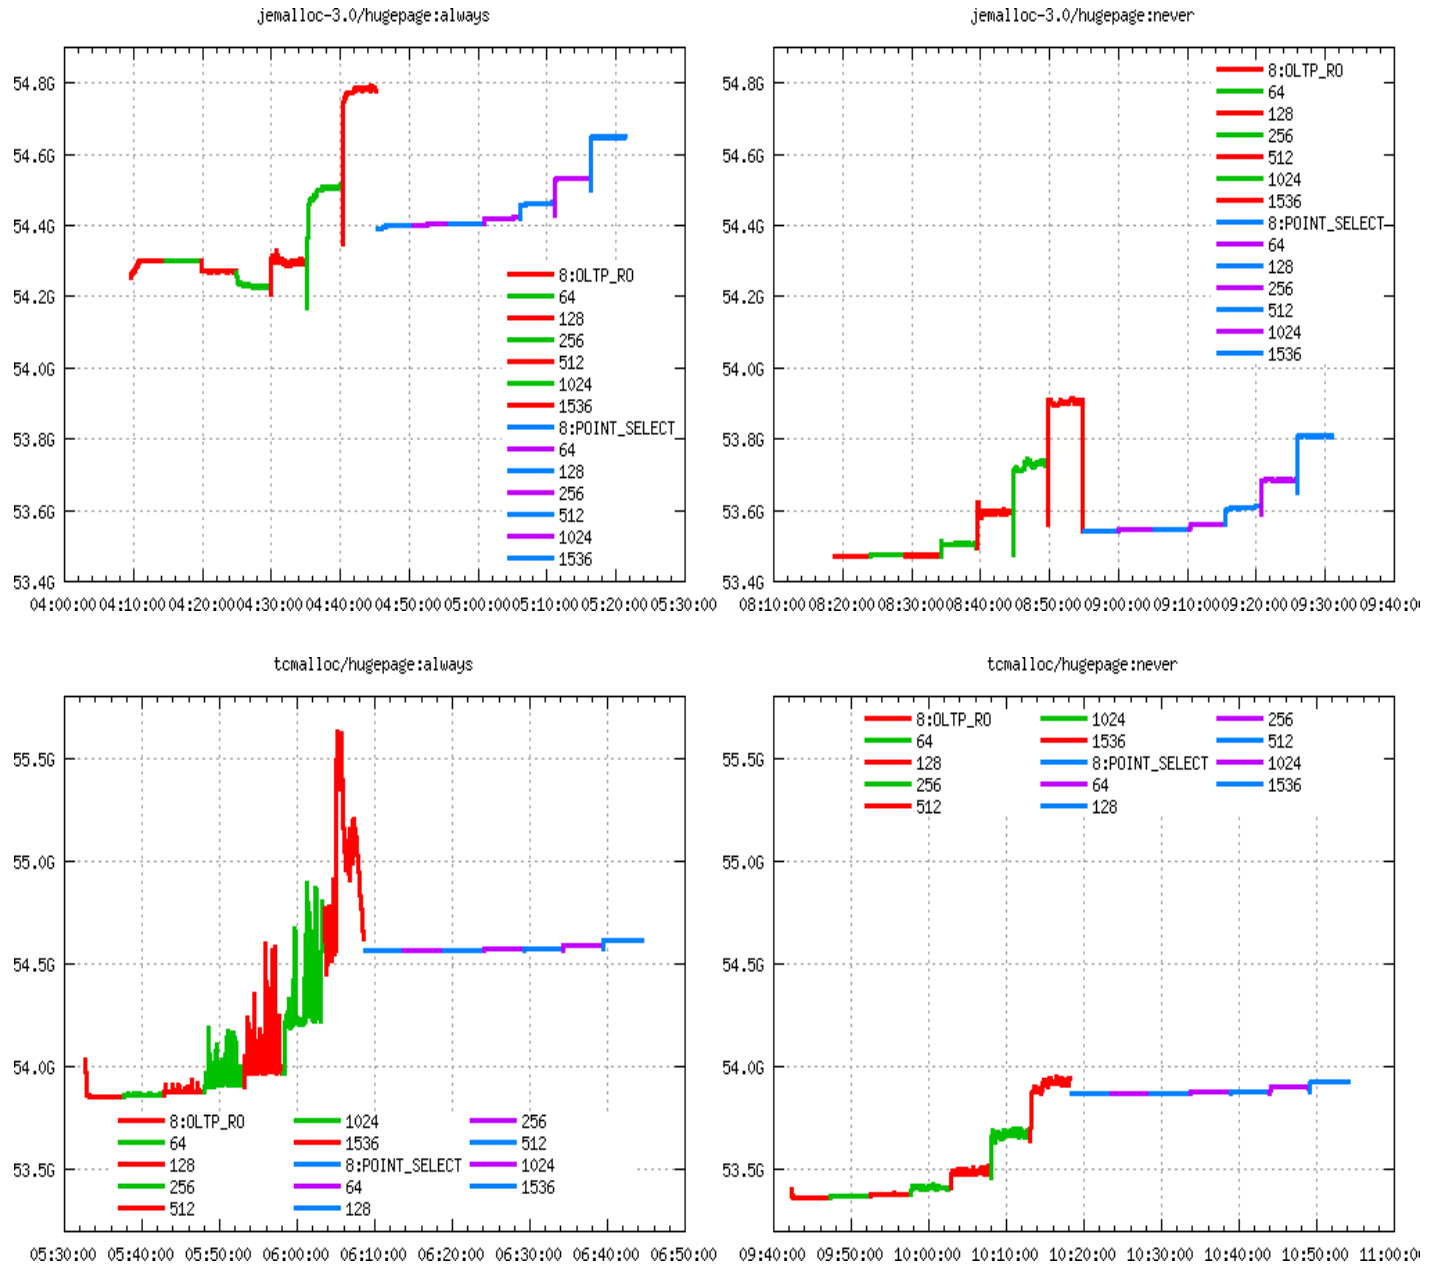 jemalloc-3.0/hugepage:always
54.8G
54.6G
54.4G
54.2G
54.0G
53.8G
53.6G
53.4G
8:OLTP_RO
64
128
256
512
1024
1536
8:POINT_SELECT
64
128
256
512
1024
1536
04:00:00 04:10:00 04:20:00 04:30:00 04:40:00 04:50:00 05:00:00 05:10:00 05:20:00 05:30:00
jemalloc-3.0/hugepage:never
54.8G
54.6G
54.4G
54.2G
54.0G
53.8G
53.6G
53.4G
8:OLTP_RO
64
128
256
512
1024
1536
8:POINT_SELECT
64
128
256
512
1024
1536
08:10:00 08:20:00 08:30:00 08:40:00 08:50:00 09:00:00 09:10:00 09:20:00 09:30:00 09:40:0
tcmalloc/hugepage:always
55.5G
55.0G
54.5G
54.0G
53.5G
8:OLTP_RO 1024 256
64 1536 512
128 8:POINT_SELECT 1024
256 64 1536
512 128
05:30:00 05:40:00 05:50:00 06:00:00 06:10:00 06:20:00 06:30:00 06:40:00 06:50:00
tcmalloc/hugepage:never
55.5G
55.0G
54.5G
54.0G
53.5G
8:OLTP_RO 1024 256
64 1536 512
128 8:POINT_SELECT 1024
256 64 1536
512 128
09:40:00 09:50:00 10:00:00 10:10:00 10:20:00 10:30:00 10:40:00 10:50:00 11:00:0